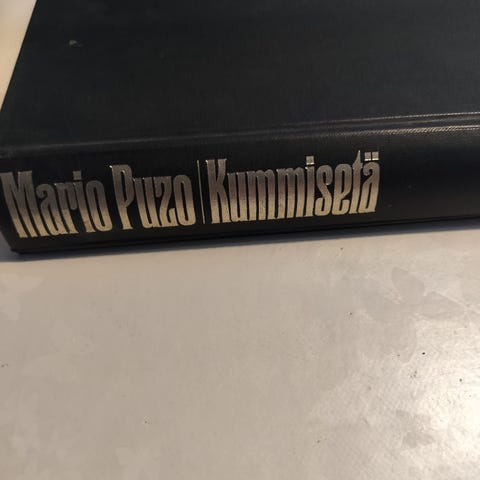 Mario Puzo | Kummisetä